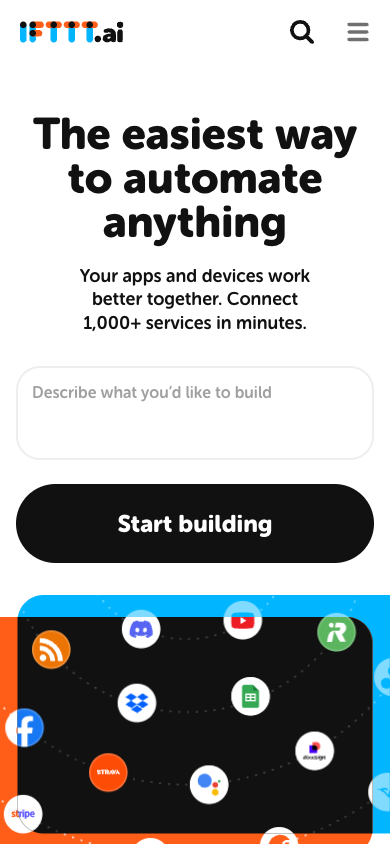 IFTTT.ai
The easiest way
to automate
anything
Your apps and devices work
better together. Connect
1,000+ services in minutes.
Describe what you'd like to build
Start building
STRAVA
docusign
stripe